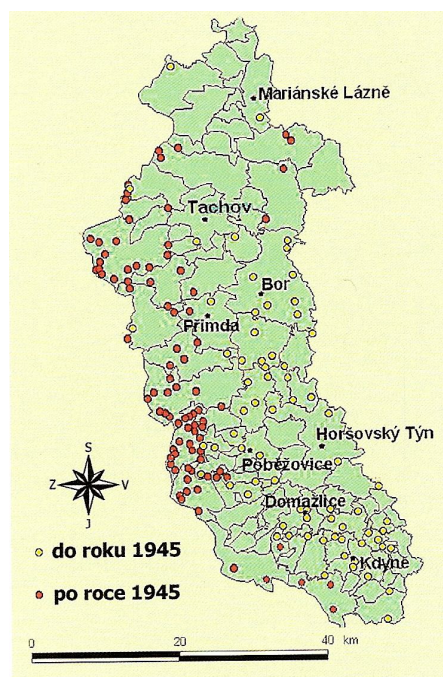 Mariánské Lázně
Tachov
Bor
Přimda
Horšovský Týn
Poběžovice
Domažlice
Kdyně
S
Z V
J
do roku 1945
po roce 1945
0 20 40 km